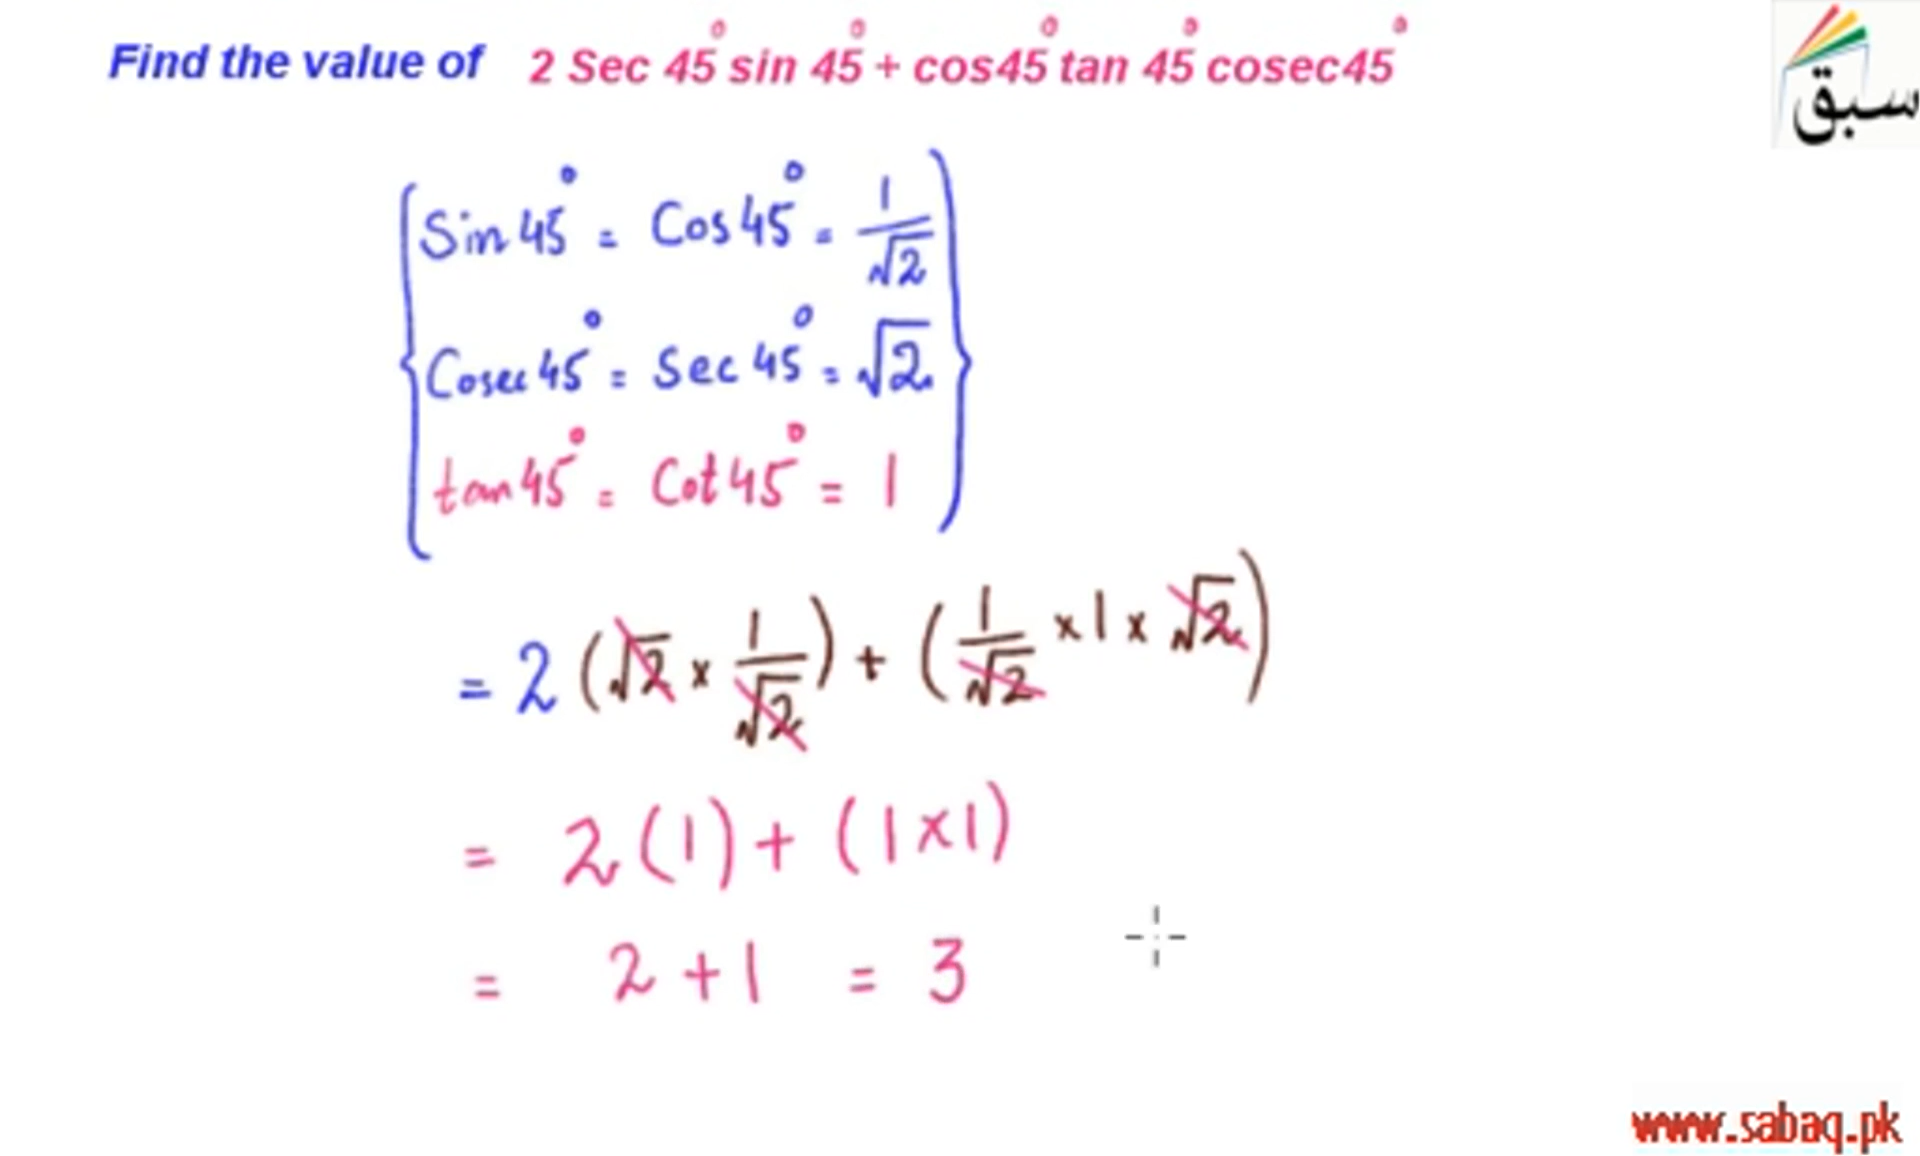 Find the value of 2 Sec 45° sin 45° + cos45° tan 45° cosec45°
سبق
Sin 45° = Cos 45° = 1/√2
Cosec 45° = Sec 45° = √2
tan 45° = Cot 45° = 1
= 2 (√2 x 1/√2) + (1/√2 x 1 x √2)
= 2 (1) + (1 x 1)
= 2 + 1 = 3
www.sabaq.pk